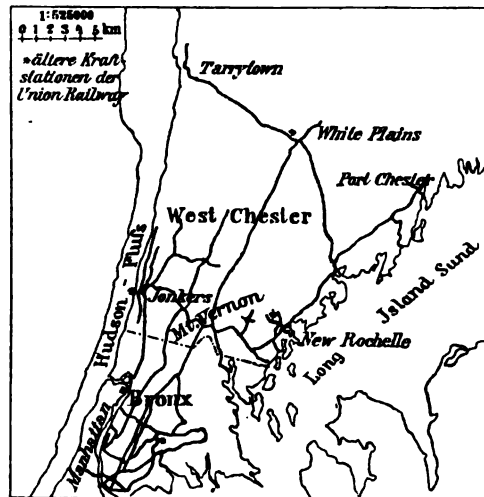 1:525000
0 1 2 3 4 5 km
*ältere Kraft-
stationen der
Union Railway
Tarrytown
White Plains
Port Chester
West Chester
Hudson - Fluſs
Jonkers
Mt Vernon
New Rochelle
Long Island Sund
Bronx
Manhattan